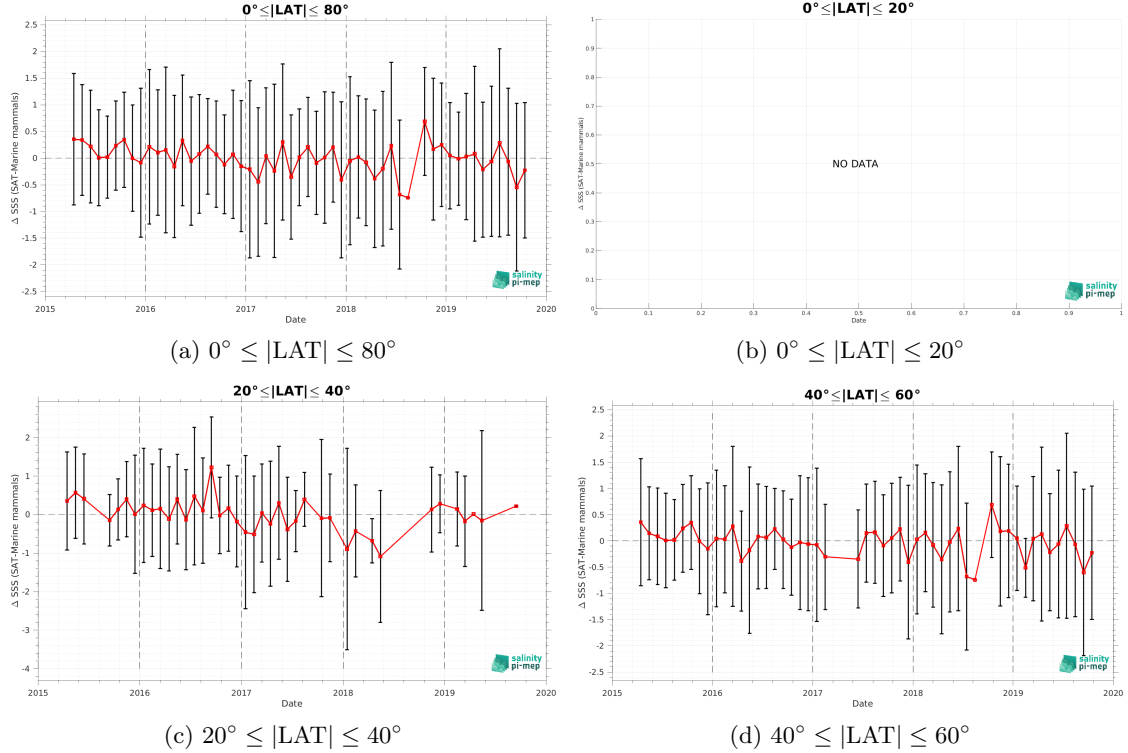 0°≤|LAT|≤ 80°
2.5
2
1.5
1
0.5
0
-0.5
-1
-1.5
-2
-2.5
Δ SSS (SAT-Marine mammals)
2015
2016
2017
2018
2019
2020
Date
salinity
pi-mep
(a) 0° ≤ |LAT| ≤ 80°
0°≤|LAT|≤ 20°
1
0.9
0.8
0.7
0.6
0.5
0.4
0.3
0.2
0.1
0
Δ SSS (SAT-Marine mammals)
NO DATA
0
0.1
0.2
0.3
0.4
0.5
0.6
0.7
0.8
0.9
1
Date
salinity
pi-mep
(b) 0° ≤ |LAT| ≤ 20°
20°≤|LAT|≤ 40°
2
1
0
-1
-2
-3
-4
Δ SSS (SAT-Marine mammals)
2015
2016
2017
2018
2019
2020
Date
salinity
pi-mep
(c) 20° ≤ |LAT| ≤ 40°
40°≤|LAT|≤ 60°
2.5
2
1.5
1
0.5
0
-0.5
-1
-1.5
-2
-2.5
Δ SSS (SAT-Marine mammals)
2015
2016
2017
2018
2019
2020
Date
salinity
pi-mep
(d) 40° ≤ |LAT| ≤ 60°